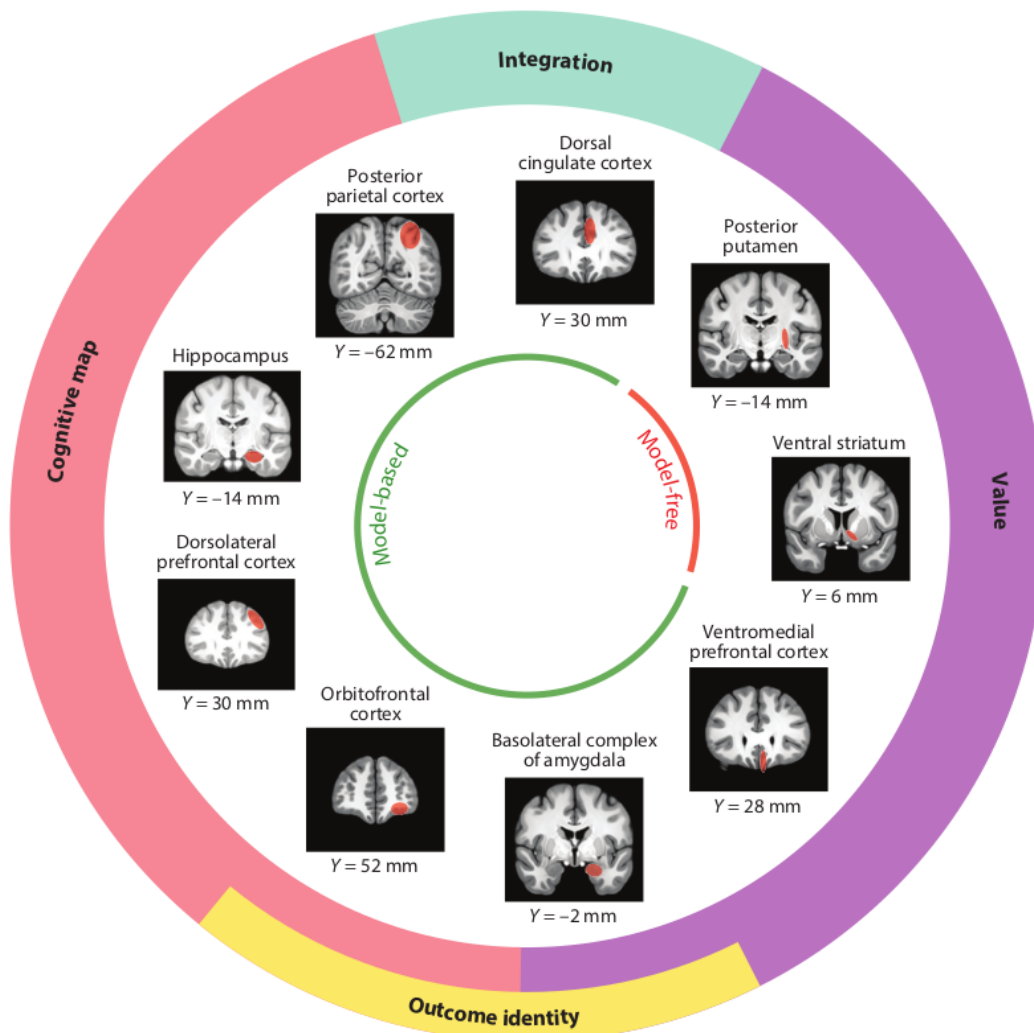 Integration
Dorsal
cingulate cortex
Y = 30 mm
Posterior
parietal cortex
Y = –62 mm
Posterior
putamen
Y = –14 mm
Hippocampus
Y = –14 mm
Cognitive map
Model-based
Model-free
Ventral striatum
Y = 6 mm
Value
Dorsolateral
prefrontal cortex
Y = 30 mm
Ventromedial
prefrontal cortex
Y = 28 mm
Orbitofrontal
cortex
Y = 52 mm
Basolateral complex
of amygdala
Y = –2 mm
Outcome identity